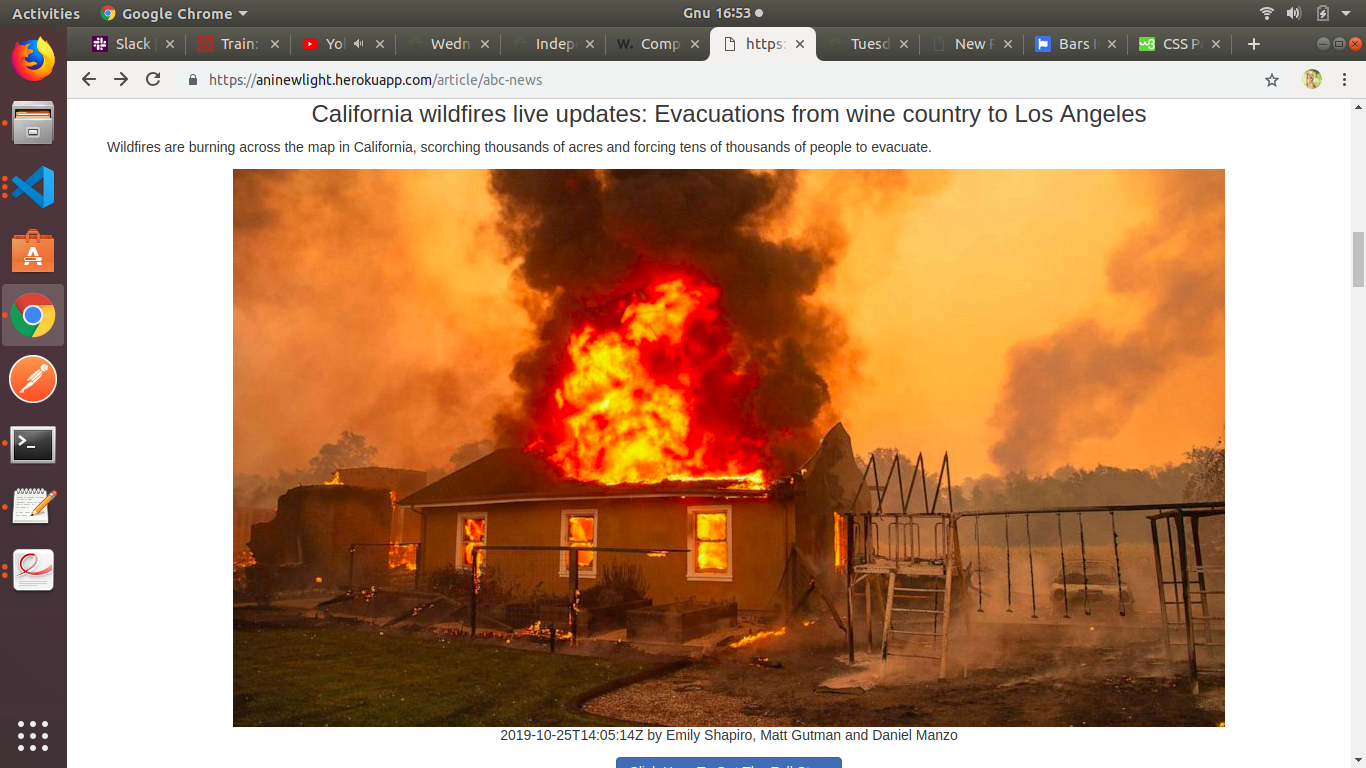 Activities Google Chrome Gnu 16:53
Slack Train: Wedn Indep Comp https: Tuesd New Bars CSS P
https://aninewlight.herokuapp.com/article/abc-news
California wildfires live updates: Evacuations from wine country to Los Angeles
Wildfires are burning across the map in California, scorching thousands of acres and forcing tens of thousands of people to evacuate.
2019-10-25T14:05:14Z by Emily Shapiro, Matt Gutman and Daniel Manzo